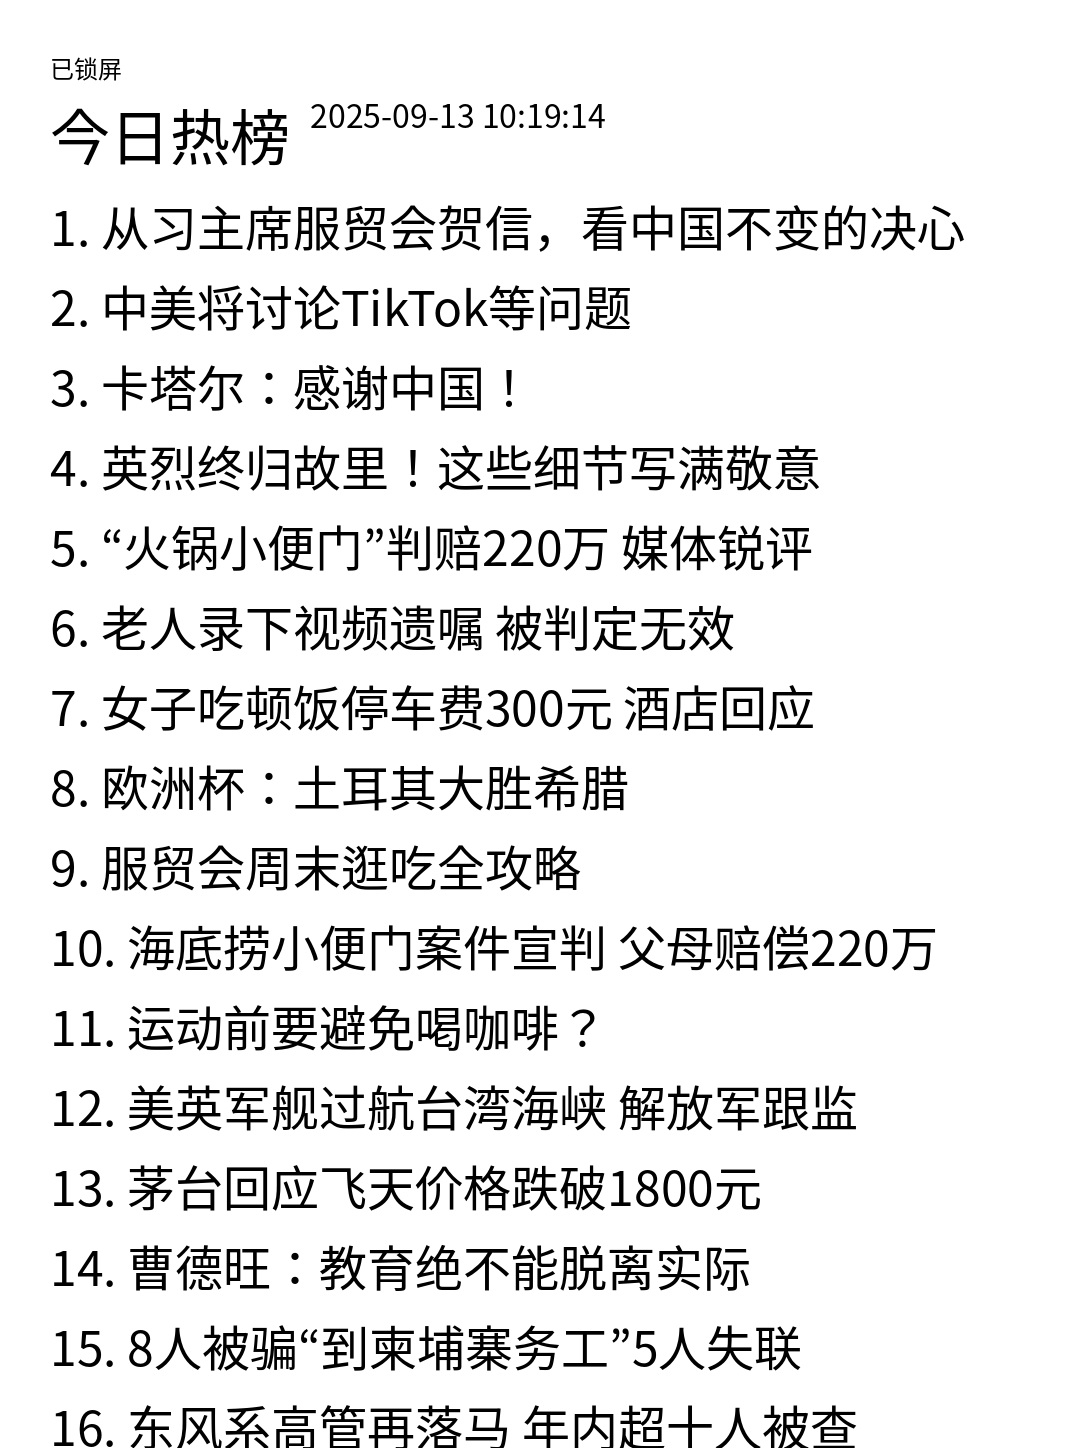 已锁屏
今日热榜 2025-09-13 10:19:14
1. 从习主席服贸会贺信，看中国不变的决心
2. 中美将讨论TikTok等问题
3. 卡塔尔：感谢中国！
4. 英烈终归故里！这些细节写满敬意
5. “火锅小便门”判赔220万 媒体锐评
6. 老人录下视频遗嘱 被判定无效
7. 女子吃顿饭停车费300元 酒店回应
8. 欧洲杯：土耳其大胜希腊
9. 服贸会周末逛吃全攻略
10. 海底捞小便门案件宣判 父母赔偿220万
11. 运动前要避免喝咖啡？
12. 美英军舰过航台湾海峡 解放军跟监
13. 茅台回应飞天价格跌破1800元
14. 曹德旺：教育绝不能脱离实际
15. 8人被骗“到柬埔寨务工”5人失联
16. 东风系高管再落马 年内超十人被查